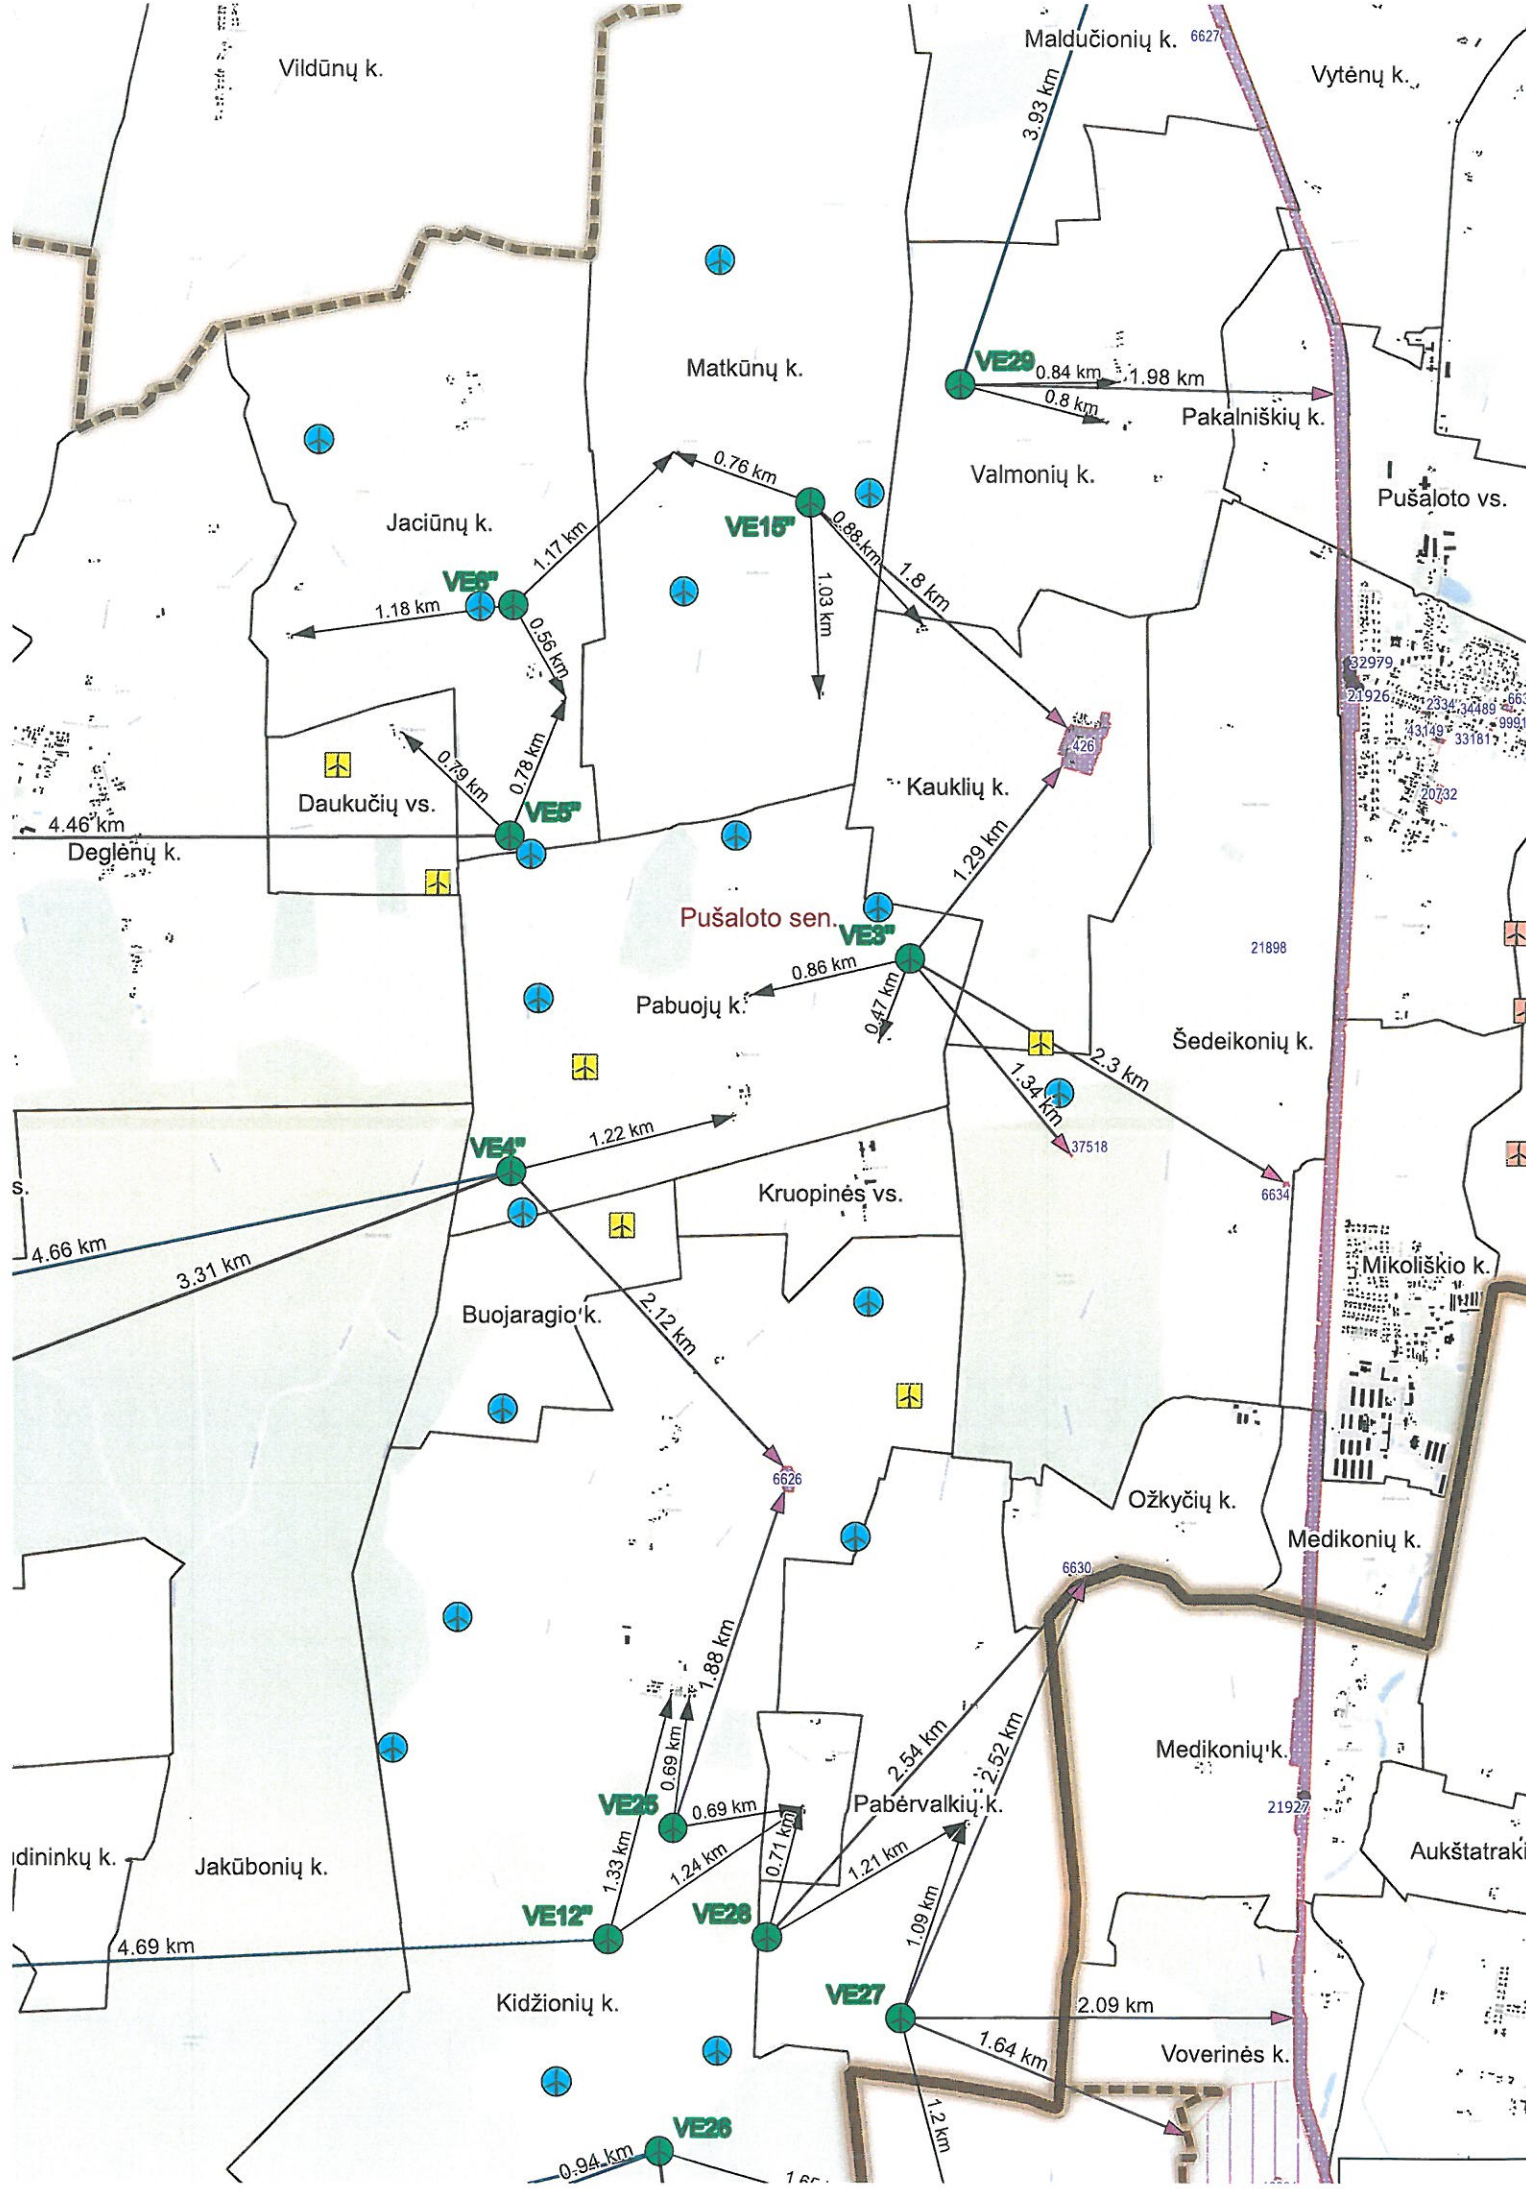 Maldučionių k.
6627
Vildūnų k.
Vytėnų k.
3.93 km
Matkūnų k.
VE29
0.84 km
1.98 km
0.8 km
Pakalniškių k.
0.76 km
Valmonių k.
Pušaloto vs.
Jaciūnų k.
VE15"
0.88 km
1.17 km
1.8 km
VE6"
1.18 km
1.03 km
0.56 km
32979
21926
2334
34489
9991
43149
33181
426
0.79 km
0.78 km
Kauklių k.
20732
Daukučių vs.
VE5"
4.46 km
Deglėnų k.
1.29 km
Pušaloto sen.
VE3"
21898
0.86 km
Pabuojų k.
0.47 km
Šedeikonių k.
2.3 km
1.34 km
1.22 km
VE4"
37518
s.
Kruopinės vs.
6634
4.66 km
3.31 km
Mikoliškio k.
Buojaragio k.
2.12 km
6626
Ožkyčių k.
Medikonių k.
6630
1.88 km
2.54 km
2.52 km
Medikonių k.
0.69 km
VE25
0.69 km
Pabėrvalkių k.
21927
0.71 km
1.33 km
1.24 km
1.21 km
dininkų k.
Jakūbonių k.
Aukštatraki
VE12"
VE28
1.09 km
4.69 km
Kidžionių k.
VE27
2.09 km
1.64 km
Voverinės k.
1.2 km
VE26
0.94 km